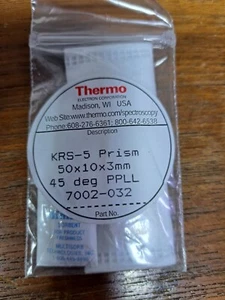 Thermo
ELECTRON CORPORATION
Madison, WI USA
Web Site:www.thermo.com/spectroscopy
Phone:608-276-6361; 800-642-6538
Description
KRS-5 Prism
50x10x3mm
45 deg PPLL
7002-032
Part No.